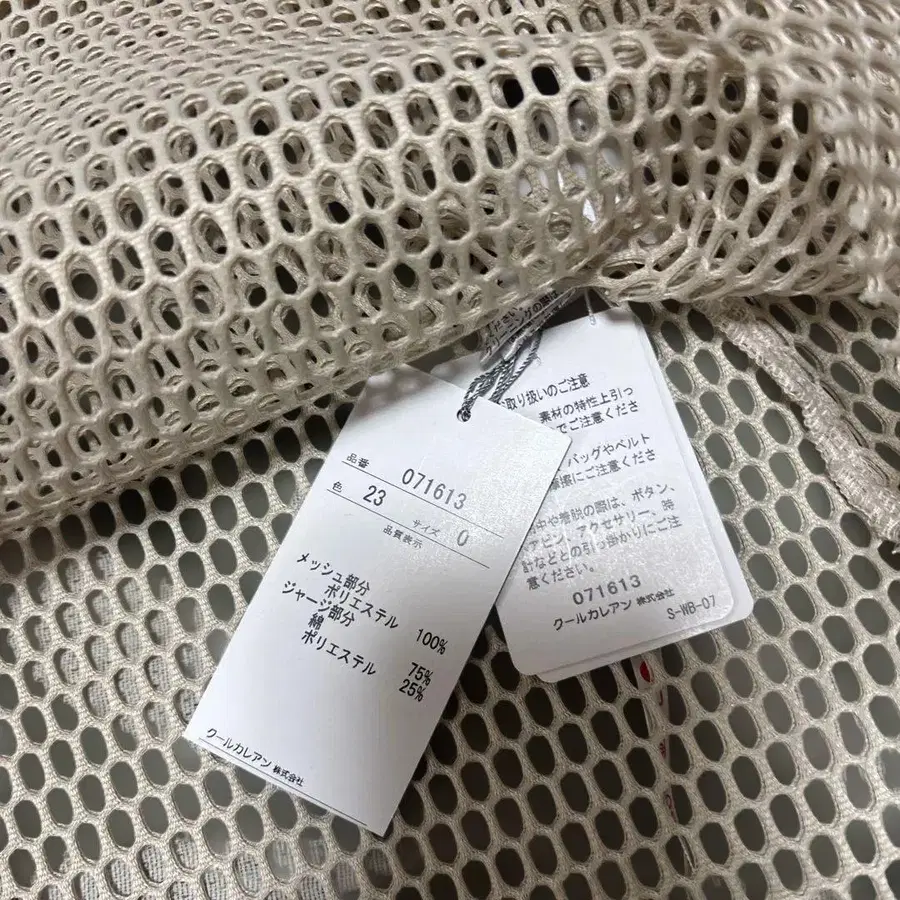 品番 071613
色 23 サイズ 0
品質表示
メッシュ部分
ポリエステル 100%
ジャージ部分
綿 75%
ポリエステル 25%
クールカレアン 株式会社
取り扱いのご注意
素材の特性上引っ
でご注意くださ
バッグやベルト
擦にご注意くださ
中や着脱の際は、ボタン、
アピン、アクセサリー、時
計などとの引っ掛かりにご注
意ください。
071613
クールカレアン 株式会社
S-WB-07